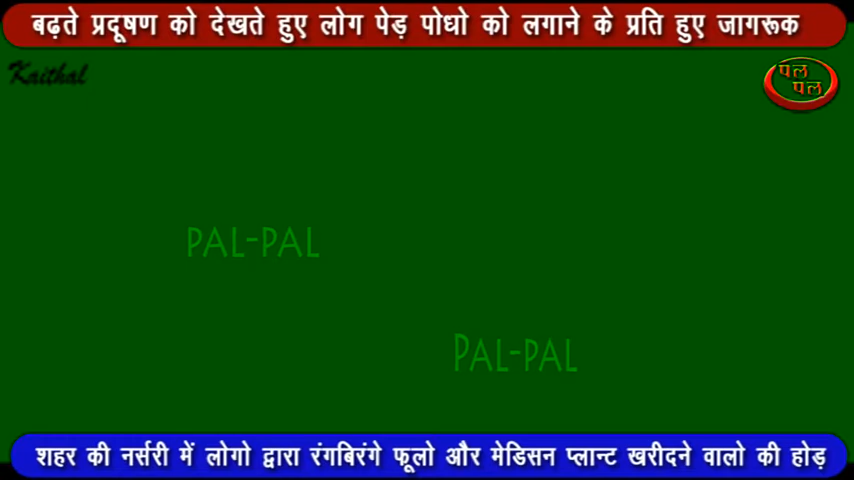 बढ़ते प्रदूषण को देखते हुए लोग पेड़ पोधो को लगाने के प्रति हुए जागरूक
Kaithal
पल
पल
PAL-PAL
PAL-PAL
शहर की नर्सरी में लोगो द्वारा रंगबिरंगे फूलो और मेडिसन प्लान्ट खरीदने वालो की होड़